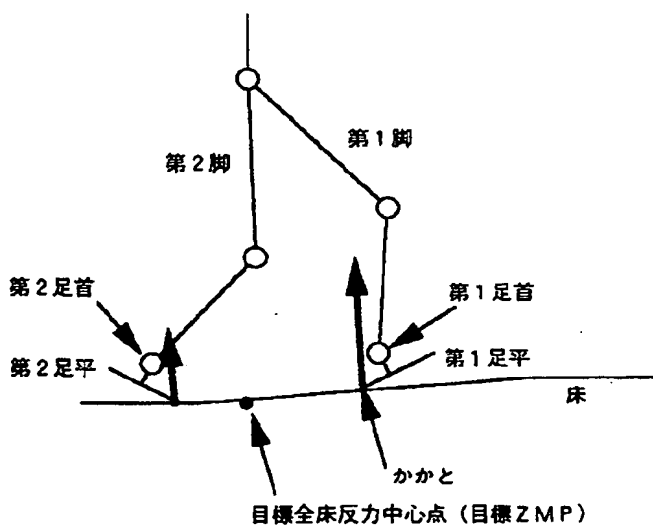 第1脚
第2脚
第2足首
第1足首
第2足平
第1足平
床
かかと
目標全床反力中心点（目標ZMP）